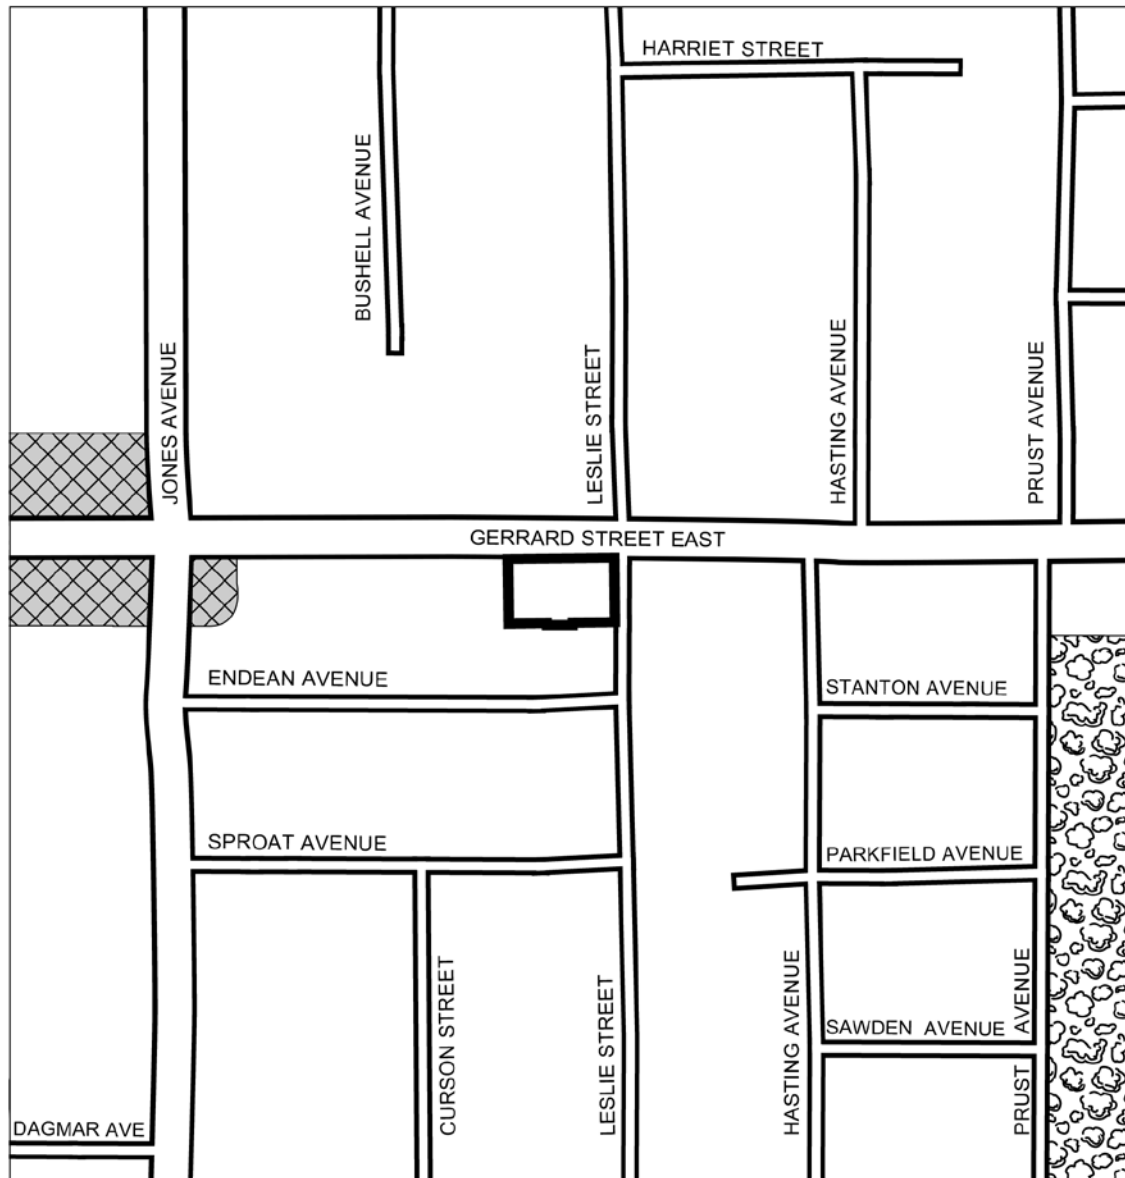 HARRIET STREET
BUSHELL AVENUE
JONES AVENUE
LESLIE STREET
HASTING AVENUE
PRUST AVENUE
GERRARD STREET EAST
ENDEAN AVENUE
STANTON AVENUE
SPROAT AVENUE
PARKFIELD AVENUE
CURSON STREET
LESLIE STREET
HASTING AVENUE
SAWDEN AVENUE
PRUST AVENUE
DAGMAR AVE